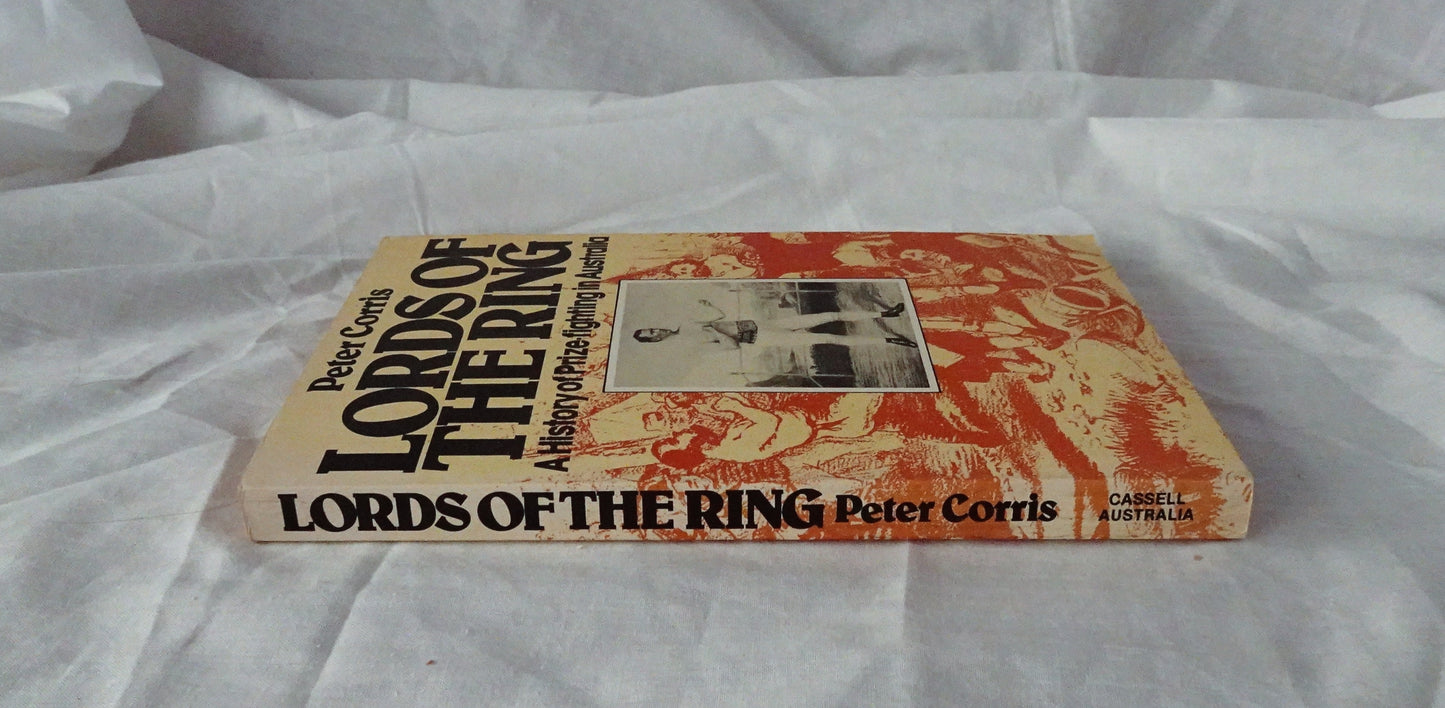 Peter Corris
LORDS OF
THE RING
A History of Prize-fighting in Australia
LORDS OF THE RING Peter Corris
CASSELL
AUSTRALIA